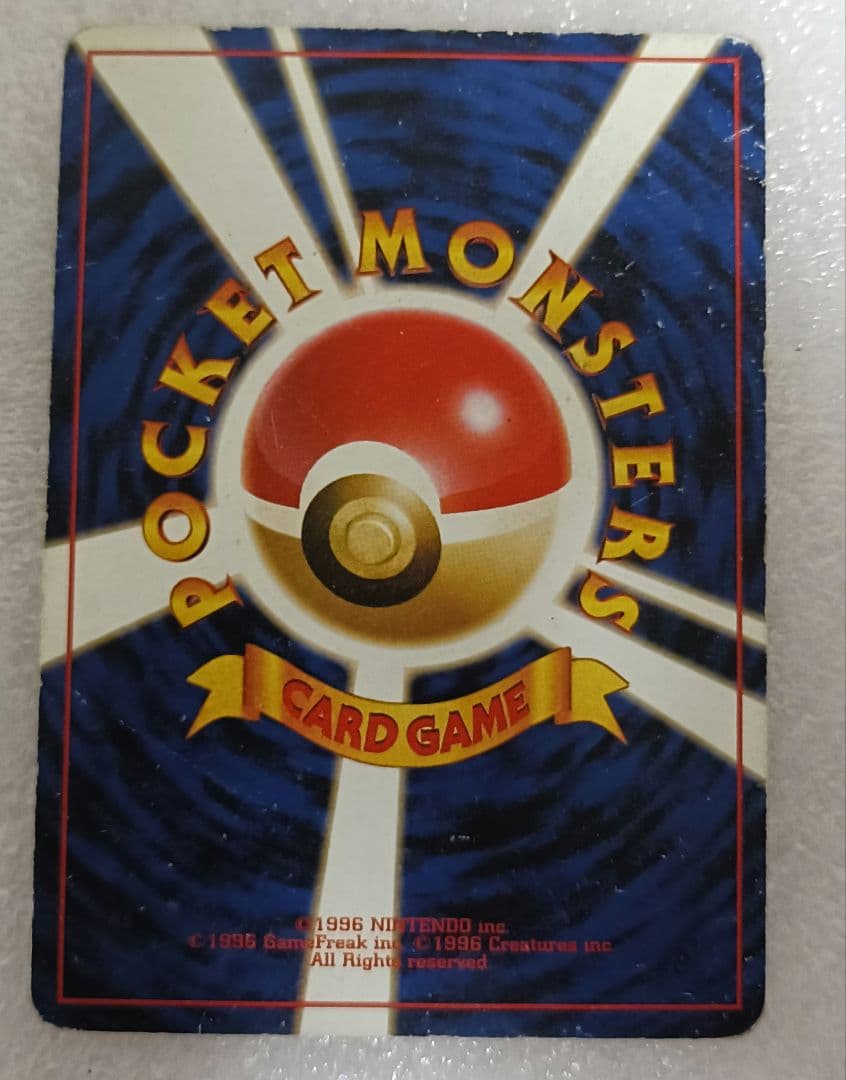 POCKET MONSTERS
CARD GAME
©1996 NINTENDO inc.
©1996 GameFreak inc. ©1996 Creatures inc.
All Rights reserved.